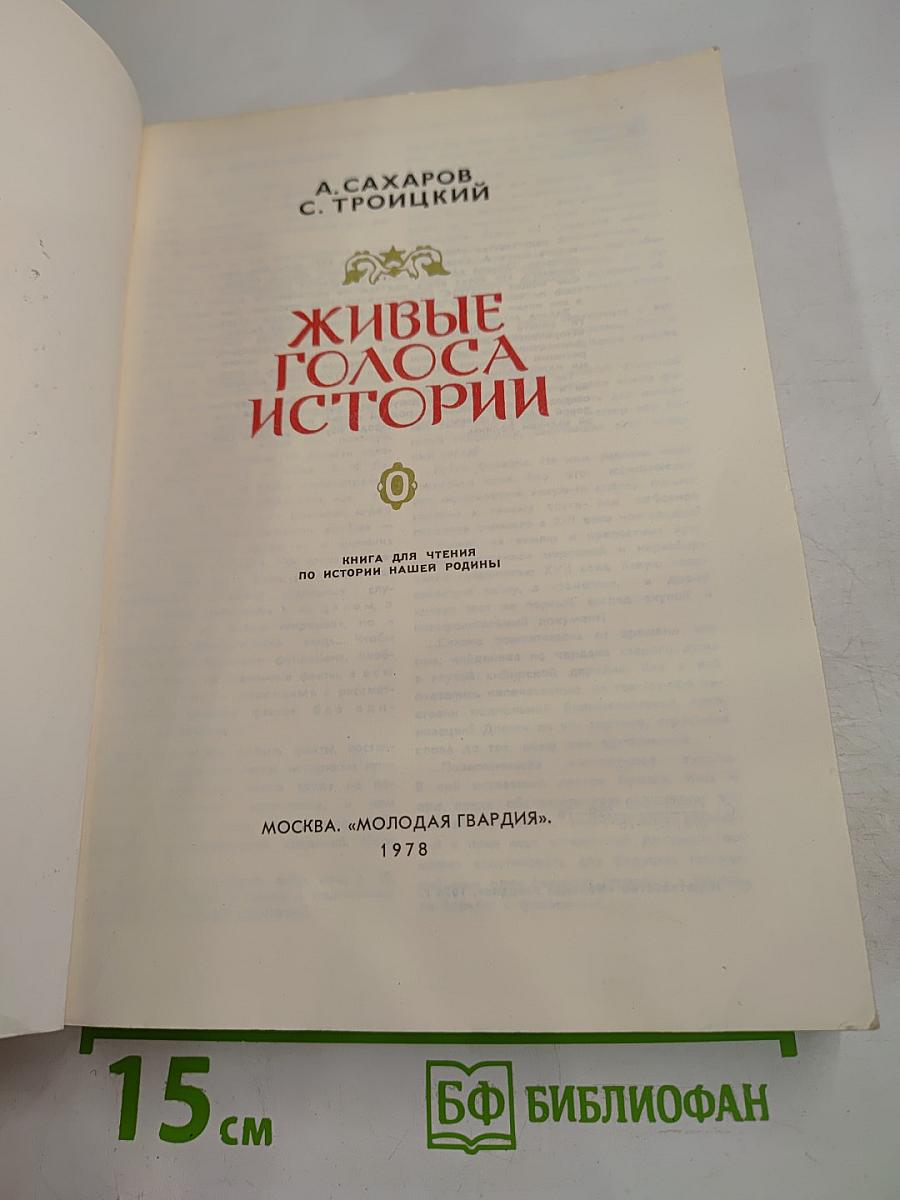 А. САХАРОВ
С. ТРОИЦКИЙ
ЖИВЫЕ
ГОЛОСА
ИСТОРИИ
КНИГА ДЛЯ ЧТЕНИЯ
ПО ИСТОРИИ НАШЕЙ РОДИНЫ
МОСКВА. «МОЛОДАЯ ГВАРДИЯ».
1978
15 см
БФ БИБЛИОФАН